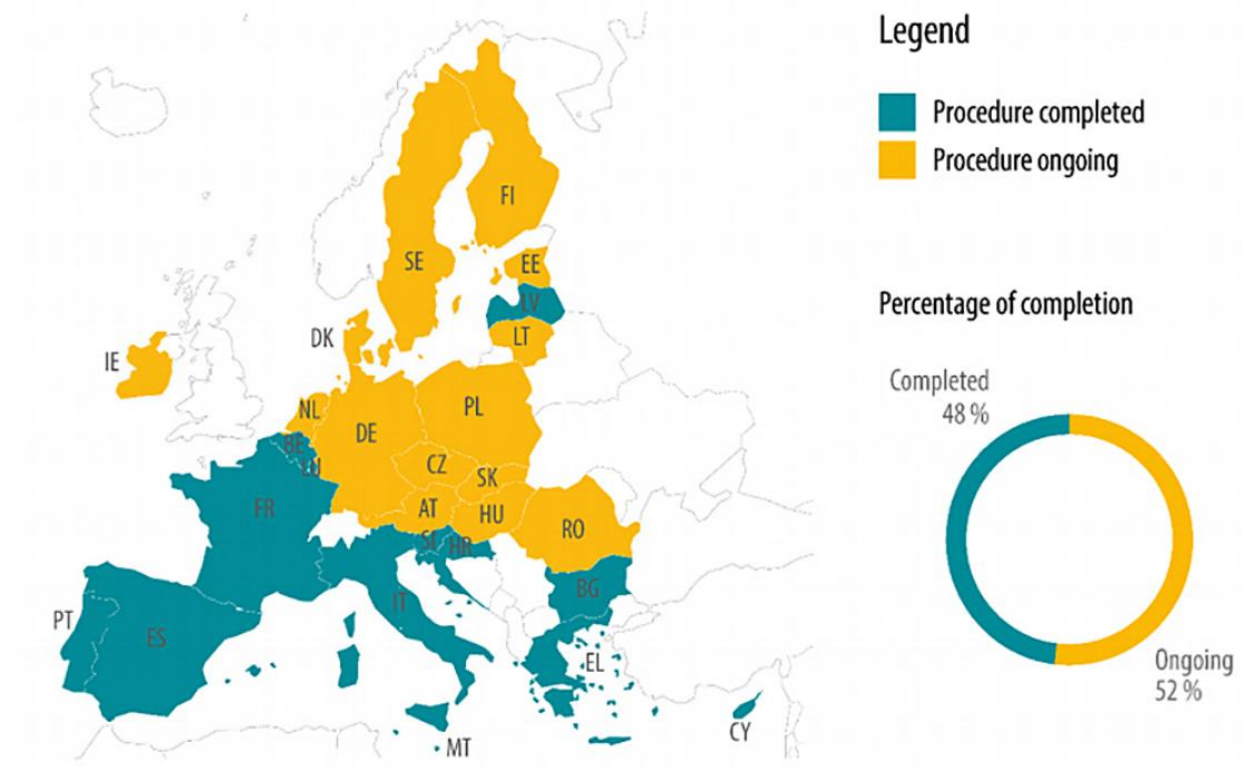 Legend
Procedure completed
Procedure ongoing
FI
SE
EE
LV
DK
LT
IE
NL
PL
DE
BE
CZ
LU
SK
FR
AT
HU
RO
SI
HR
BG
IT
PT
ES
EL
CY
MT
Percentage of completion
Completed
48 %
Ongoing
52 %